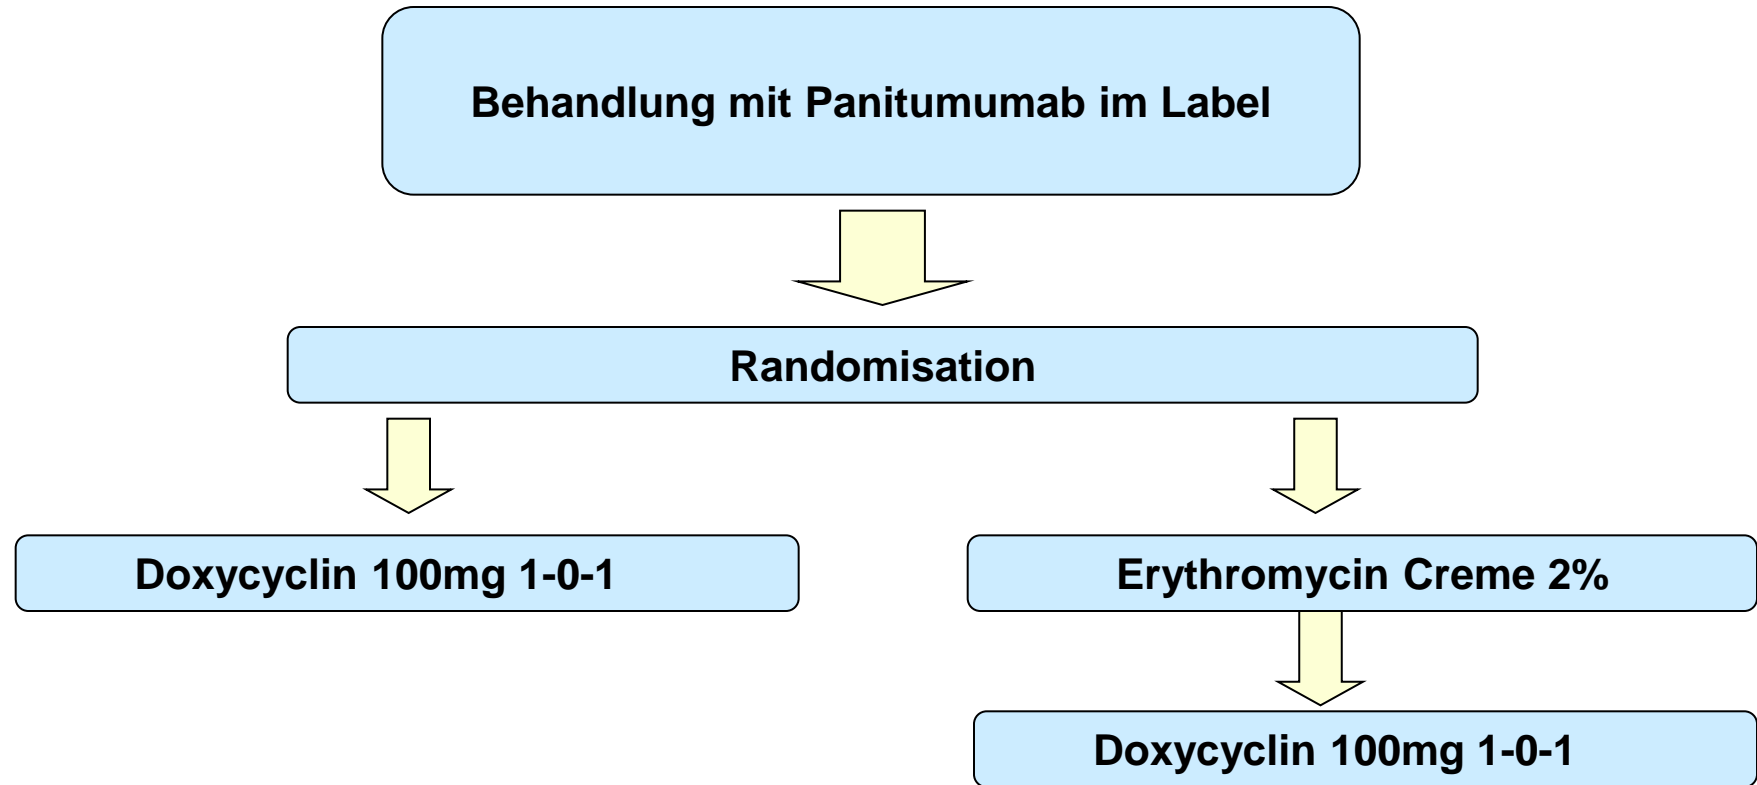 Behandlung mit Panitumumab im Label
Randomisation
Doxycyclin 100mg 1-0-1
Erythromycin Creme 2%
Doxycyclin 100mg 1-0-1